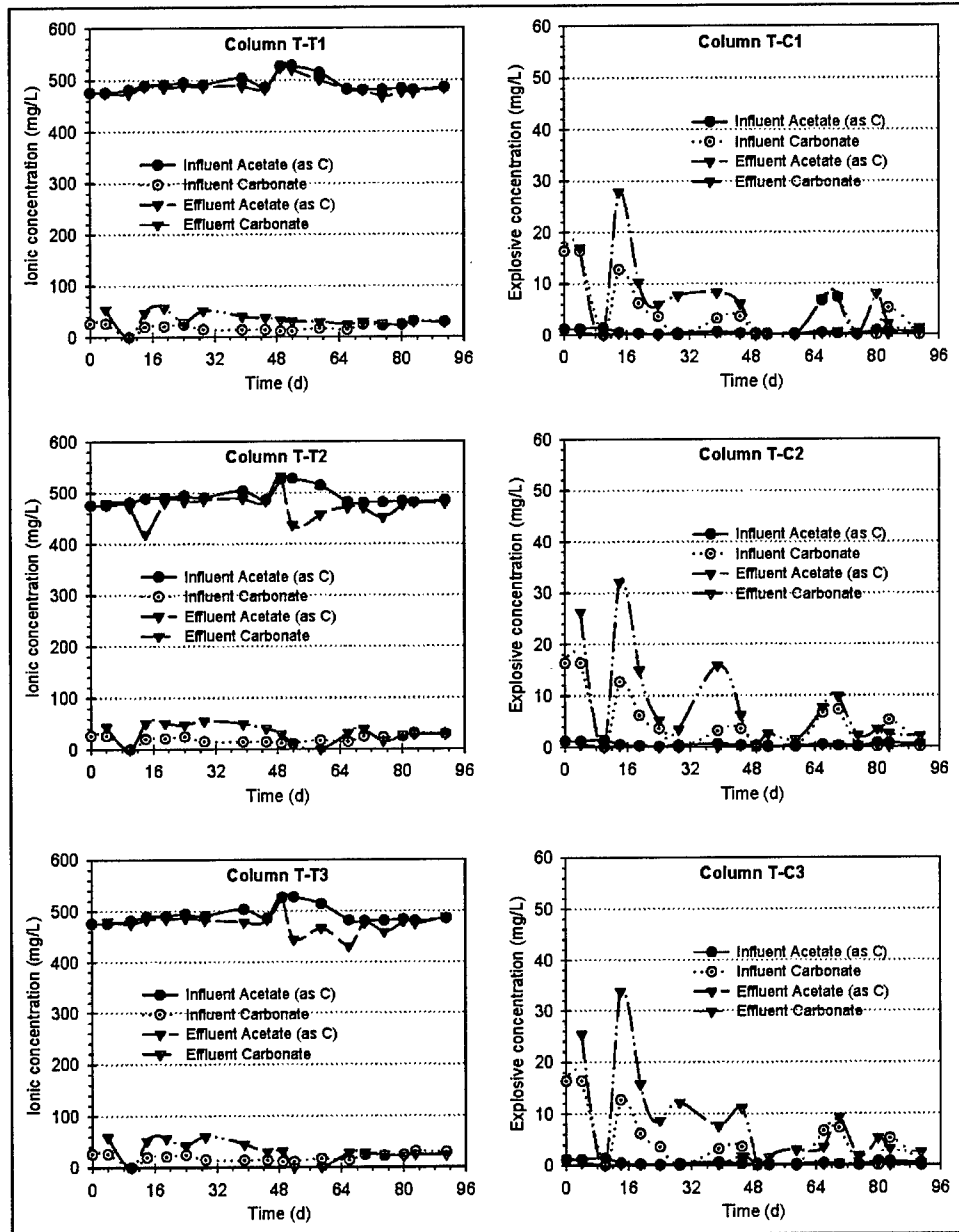 Column T-T1
Ionic concentration (mg/L)
600
500
400
300
200
100
0
Influent Acetate (as C)
Influent Carbonate
Effluent Acetate (as C)
Effluent Carbonate
0 16 32 48 64 80 96
Time (d)
Column T-C1
Explosive concentration (mg/L)
60
50
40
30
20
10
0
Influent Acetate (as C)
Influent Carbonate
Effluent Acetate (as C)
Effluent Carbonate
0 16 32 48 64 80 96
Time (d)
Column T-T2
Ionic concentration (mg/L)
600
500
400
300
200
100
0
Influent Acetate (as C)
Influent Carbonate
Effluent Acetate (as C)
Effluent Carbonate
0 16 32 48 64 80 96
Time (d)
Column T-C2
Explosive concentration (mg/L)
60
50
40
30
20
10
0
Influent Acetate (as C)
Influent Carbonate
Effluent Acetate (as C)
Effluent Carbonate
0 16 32 48 64 80 96
Time (d)
Column T-T3
Ionic concentration (mg/L)
600
500
400
300
200
100
0
Influent Acetate (as C)
Influent Carbonate
Effluent Acetate (as C)
Effluent Carbonate
0 16 32 48 64 80 96
Time (d)
Column T-C3
Explosive concentration (mg/L)
60
50
40
30
20
10
0
Influent Acetate (as C)
Influent Carbonate
Effluent Acetate (as C)
Effluent Carbonate
0 16 32 48 64 80 96
Time (d)